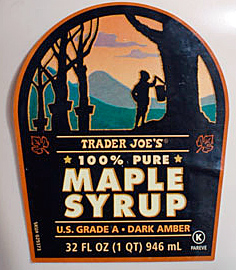 TRADER JOE'S®
★ 100% PURE ★
MAPLE
SYRUP
U.S. GRADE A • DARK AMBER
32 FL OZ (1 QT) 946 mL
K
PAREVE